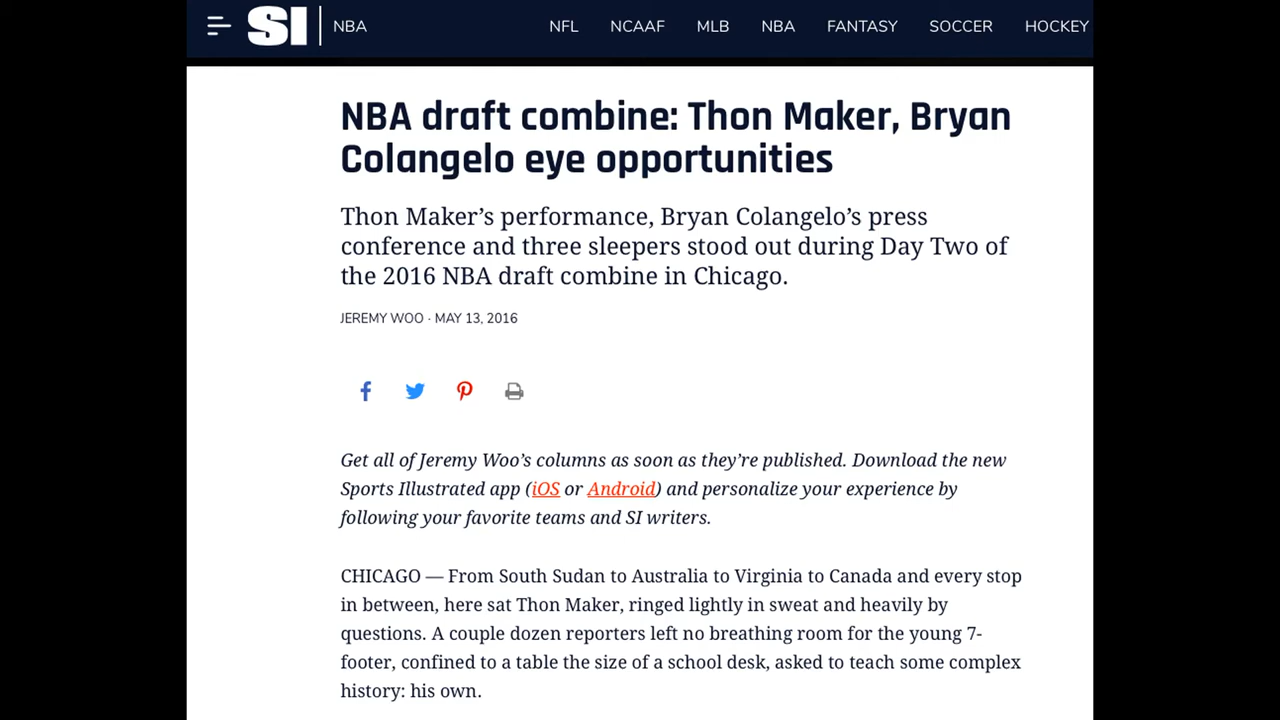 SI NBA NFL NCAAF MLB NBA FANTASY SOCCER HOCKEY
NBA draft combine: Thon Maker, Bryan
Colangelo eye opportunities
Thon Maker’s performance, Bryan Colangelo’s press
conference and three sleepers stood out during Day Two of
the 2016 NBA draft combine in Chicago.
JEREMY WOO · MAY 13, 2016
Get all of Jeremy Woo’s columns as soon as they’re published. Download the new
Sports Illustrated app (iOS or Android) and personalize your experience by
following your favorite teams and SI writers.
CHICAGO — From South Sudan to Australia to Virginia to Canada and every stop
in between, here sat Thon Maker, ringed lightly in sweat and heavily by
questions. A couple dozen reporters left no breathing room for the young 7-
footer, confined to a table the size of a school desk, asked to teach some complex
history: his own.